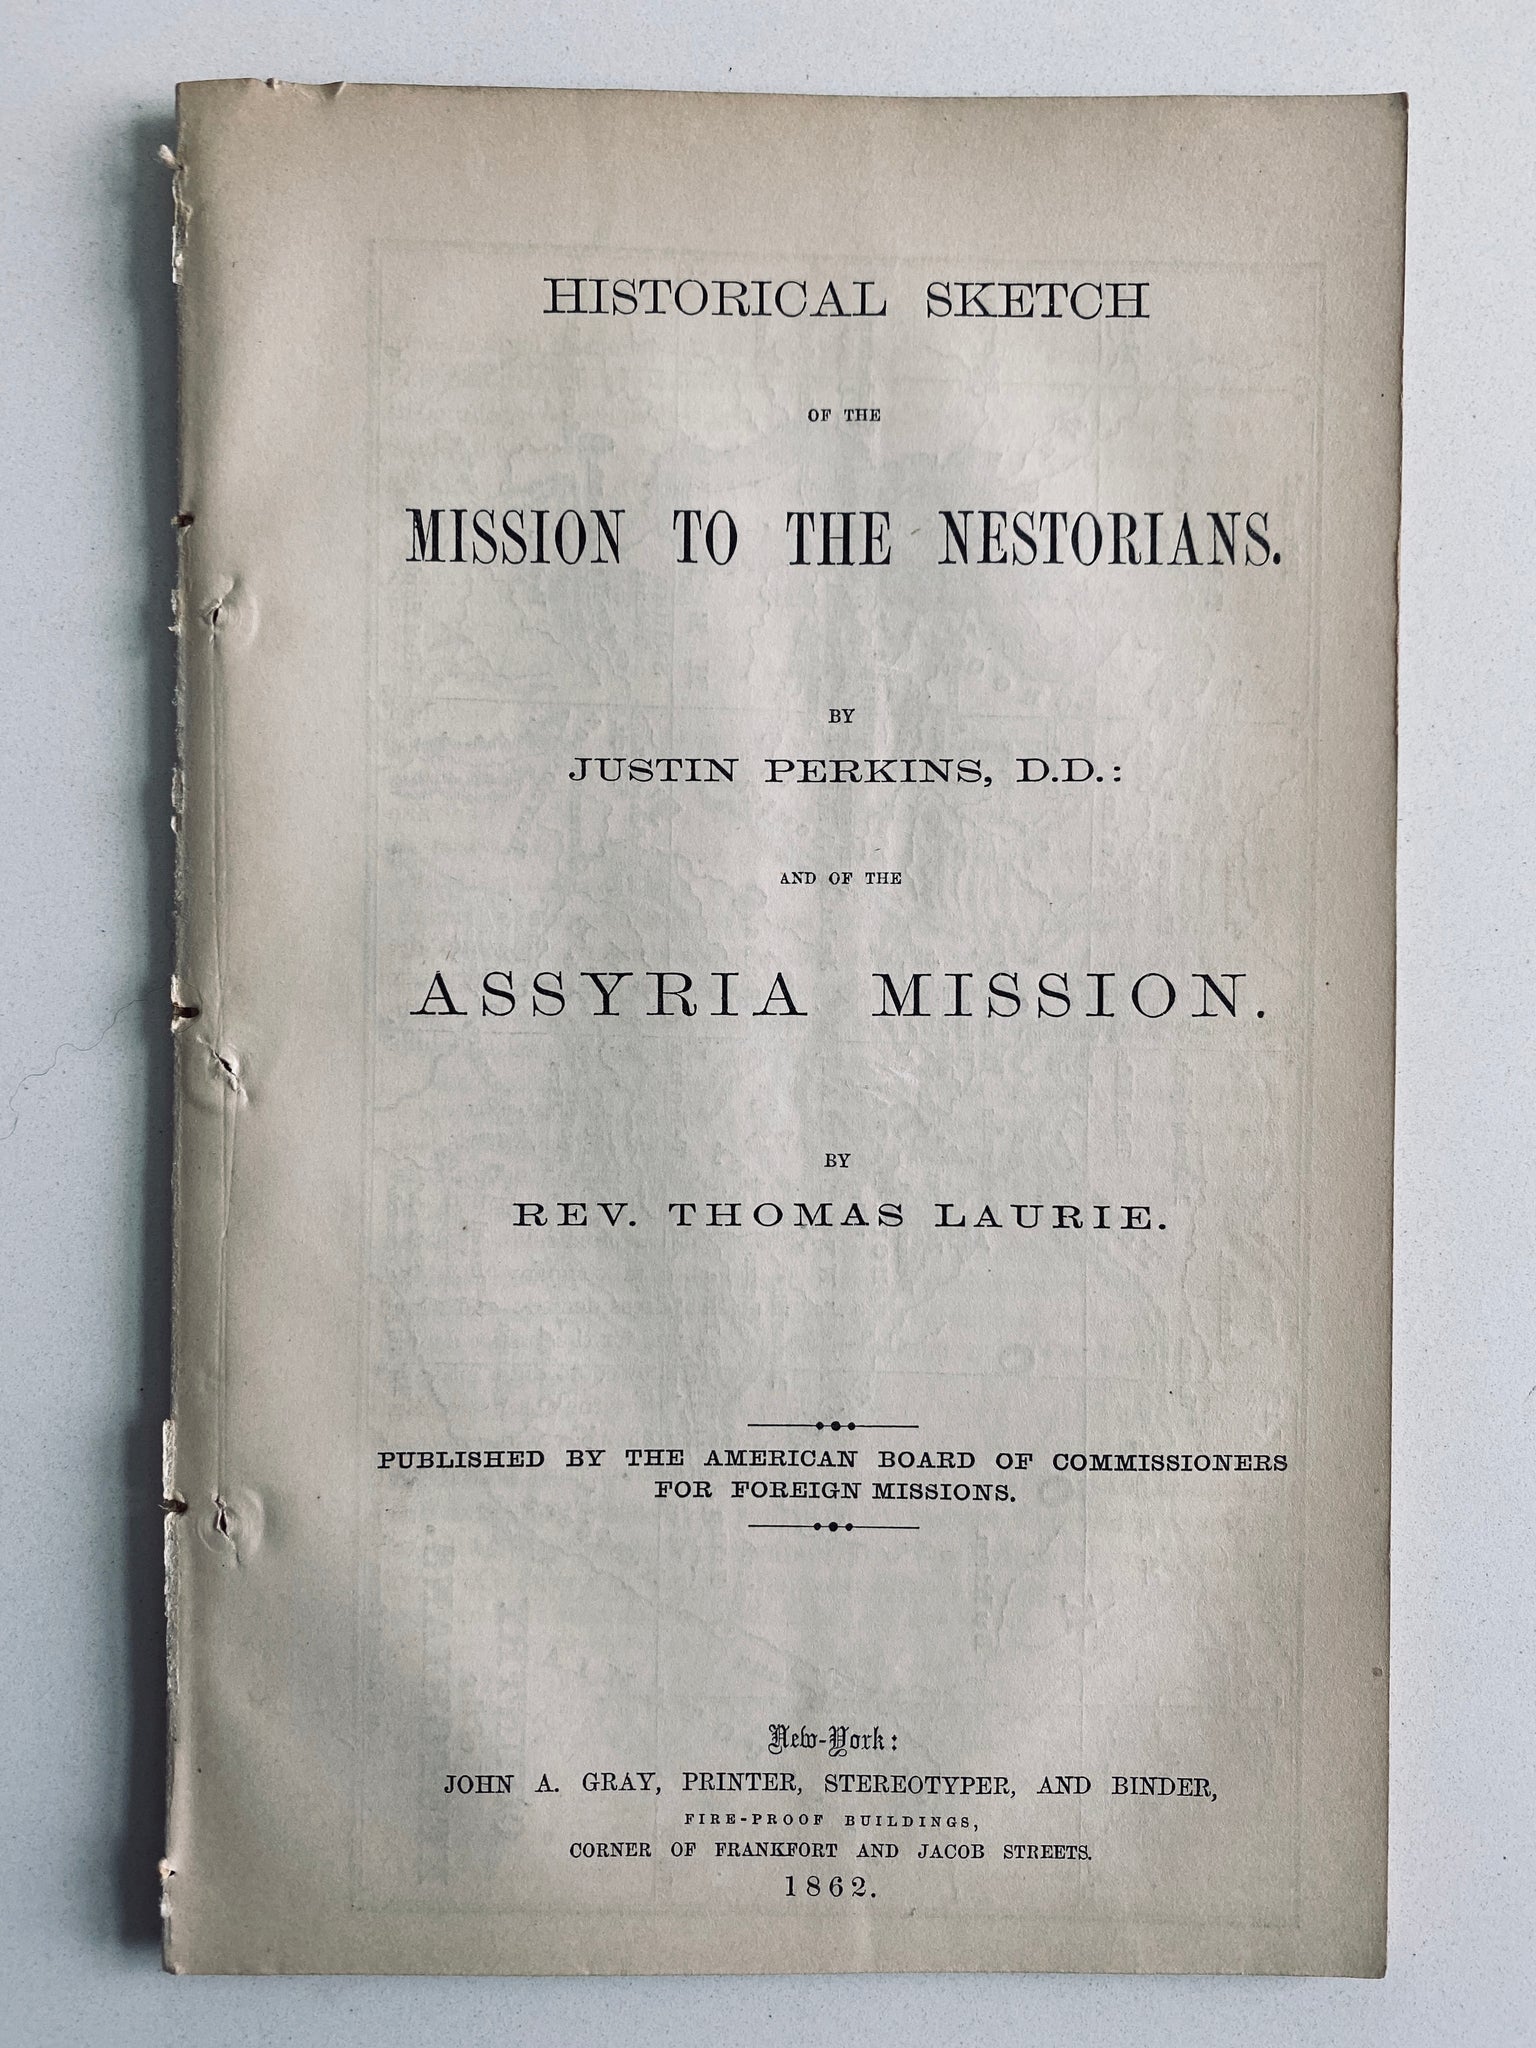 HISTORICAL SKETCH
OF THE
MISSION TO THE NESTORIANS.
BY
JUSTIN PERKINS, D.D.:
AND OF THE
ASSYRIA MISSION.
BY
REV. THOMAS LAURIE.
PUBLISHED BY THE AMERICAN BOARD OF COMMISSIONERS
FOR FOREIGN MISSIONS.
New-York:
JOHN A. GRAY, PRINTER, STEREOTYPER, AND BINDER,
FIRE-PROOF BUILDINGS,
CORNER OF FRANKFORT AND JACOB STREETS.
1862.